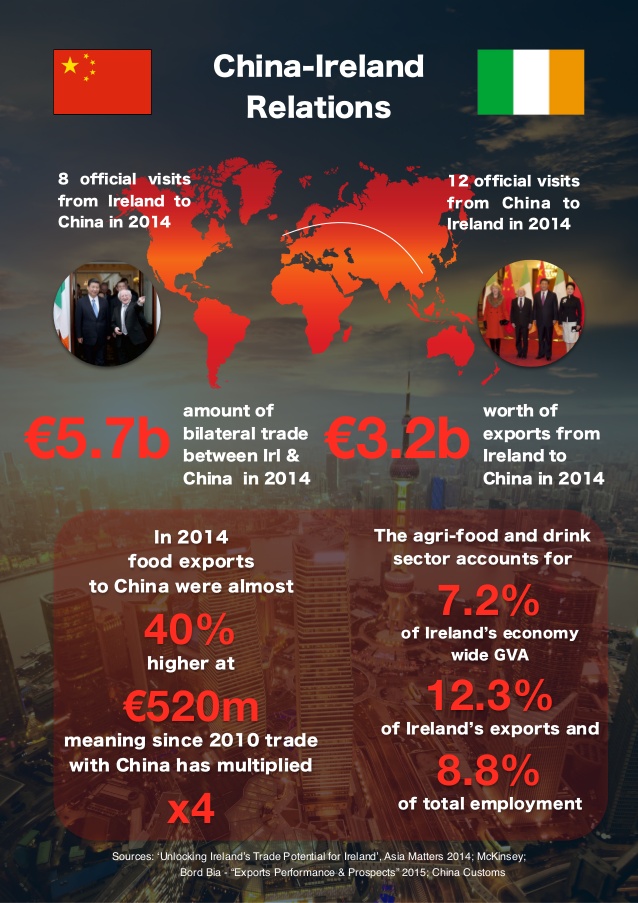 China-Ireland
Relations
8 official visits
from Ireland to
China in 2014
12 official visits
from China to
Ireland in 2014
€5.7b
amount of
bilateral trade
between Irl &
China in 2014
€3.2b
worth of
exports from
Ireland to
China in 2014
In 2014
food exports
to China were almost
40%
higher at
€520m
meaning since 2010 trade
with China has multiplied
x4
The agri-food and drink
sector accounts for
7.2%
of Ireland's economy
wide GVA
12.3%
of Ireland's exports and
8.8%
of total employment
Sources: 'Unlocking Ireland's Trade Potential for Ireland', Asia Matters 2014; McKinsey;
Bord Bia - "Exports Performance & Prospects" 2015; China Customs